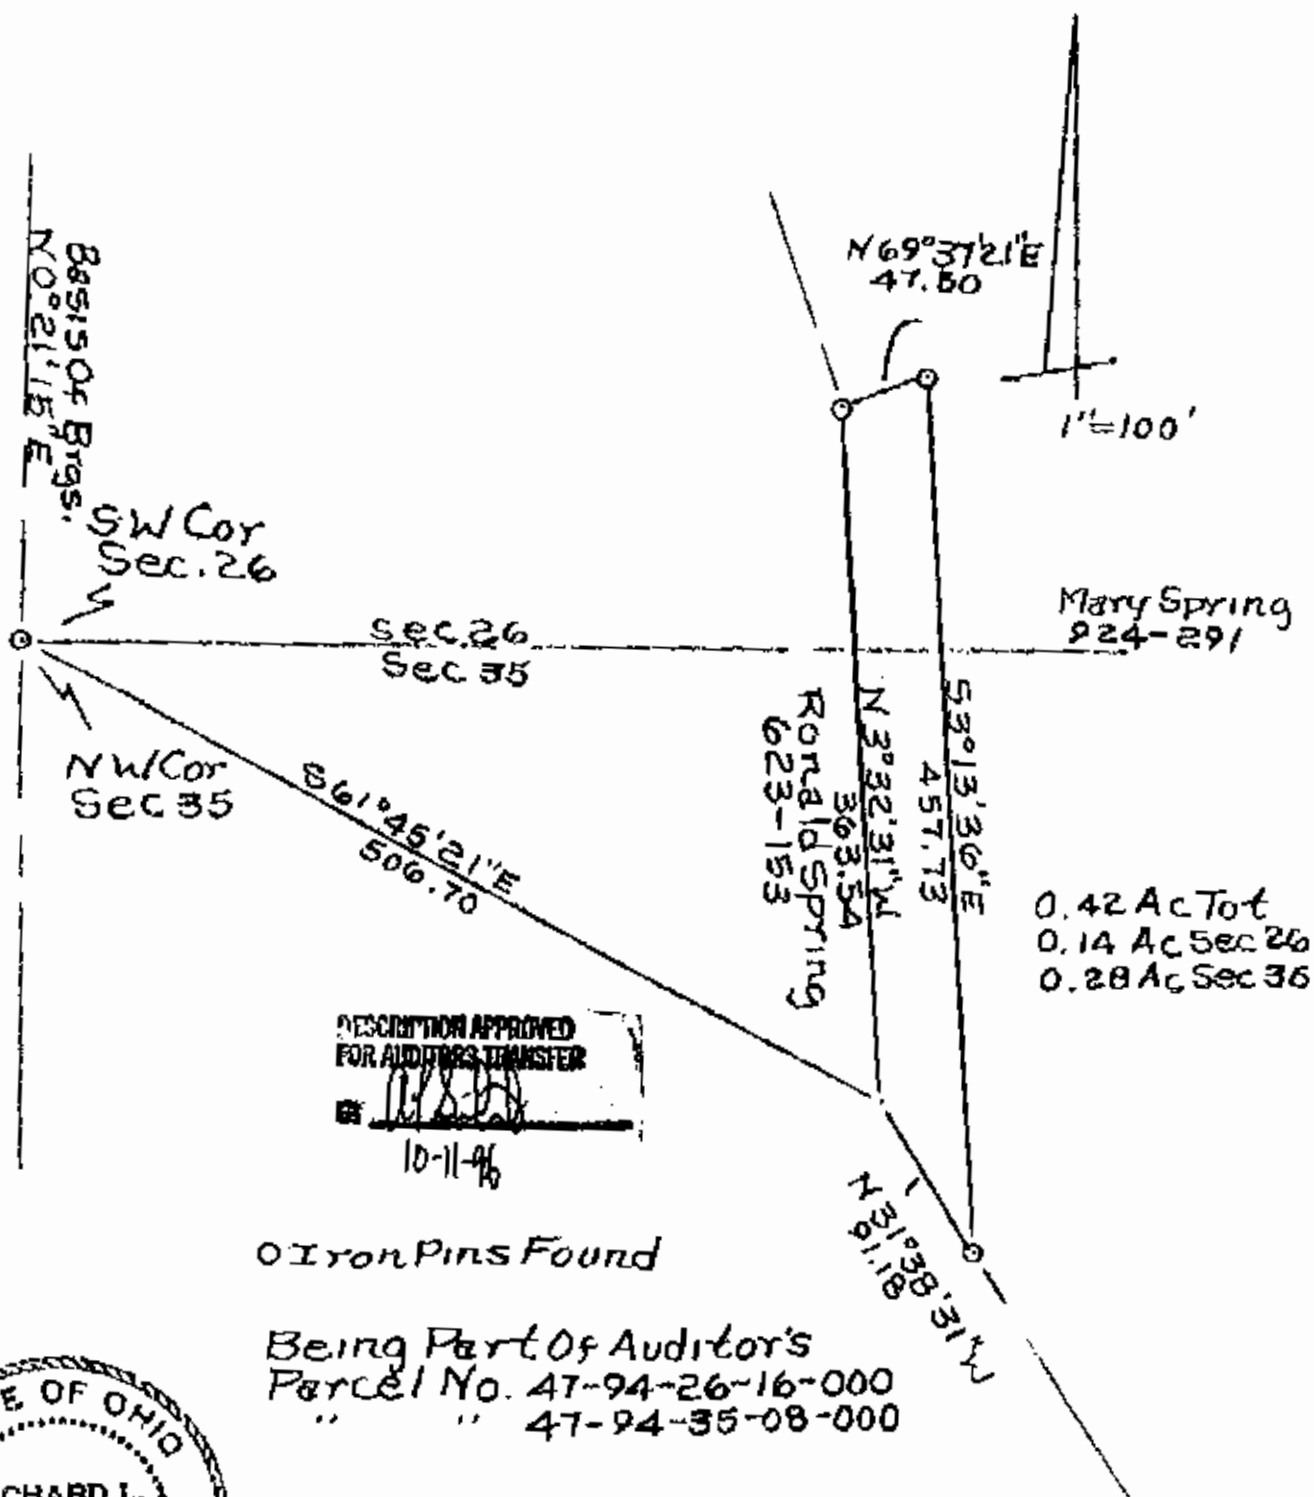 N 69°37'21"E
47.50
1"=100'
Basis Of Brgs.
N 0°21'15"E
SW Cor
Sec. 26
Sec. 26
Sec 35
Mary Spring
924-291
NW Cor
Sec 35
S 61°45'21"E
506.70
Ronald Spring
623-153
N 3°32'31"W
363.54
S 3°13'36"E
457.73
0.42 Ac Tot
0.14 Ac Sec 26
0.28 Ac Sec 35
DESCRIPTION APPROVED
FOR AUDITORS TRANSFER
BY
10-11-96
N 31°38'31"W
91.18
O Iron Pins Found
Being Part Of Auditor's
Parcel No. 47-94-26-16-000
" " 47-94-35-08-000
E OF OHIO
CHARD L.